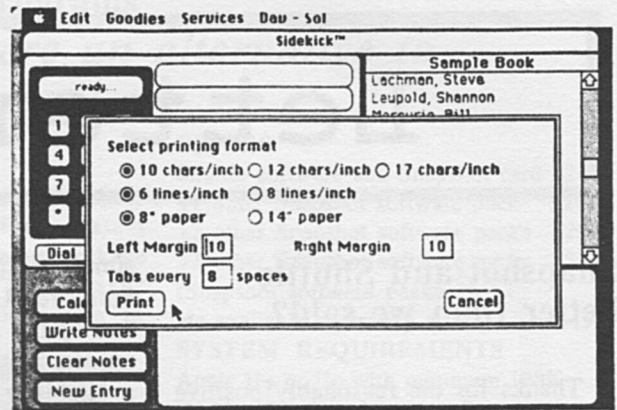 Edit Goodies Services Dav - Sol
Sidekick™
ready...
Sample Book
Lachman, Steve
Leupold, Shannon
1
4
7
*
Select printing format
10 chars/inch 12 chars/inch 17 chars/inch
6 lines/inch 8 lines/inch
8" paper 14" paper
Left Margin 10 Right Margin 10
Tabs every 8 spaces
Print Cancel
Dial
Write Notes
Clear Notes
New Entry